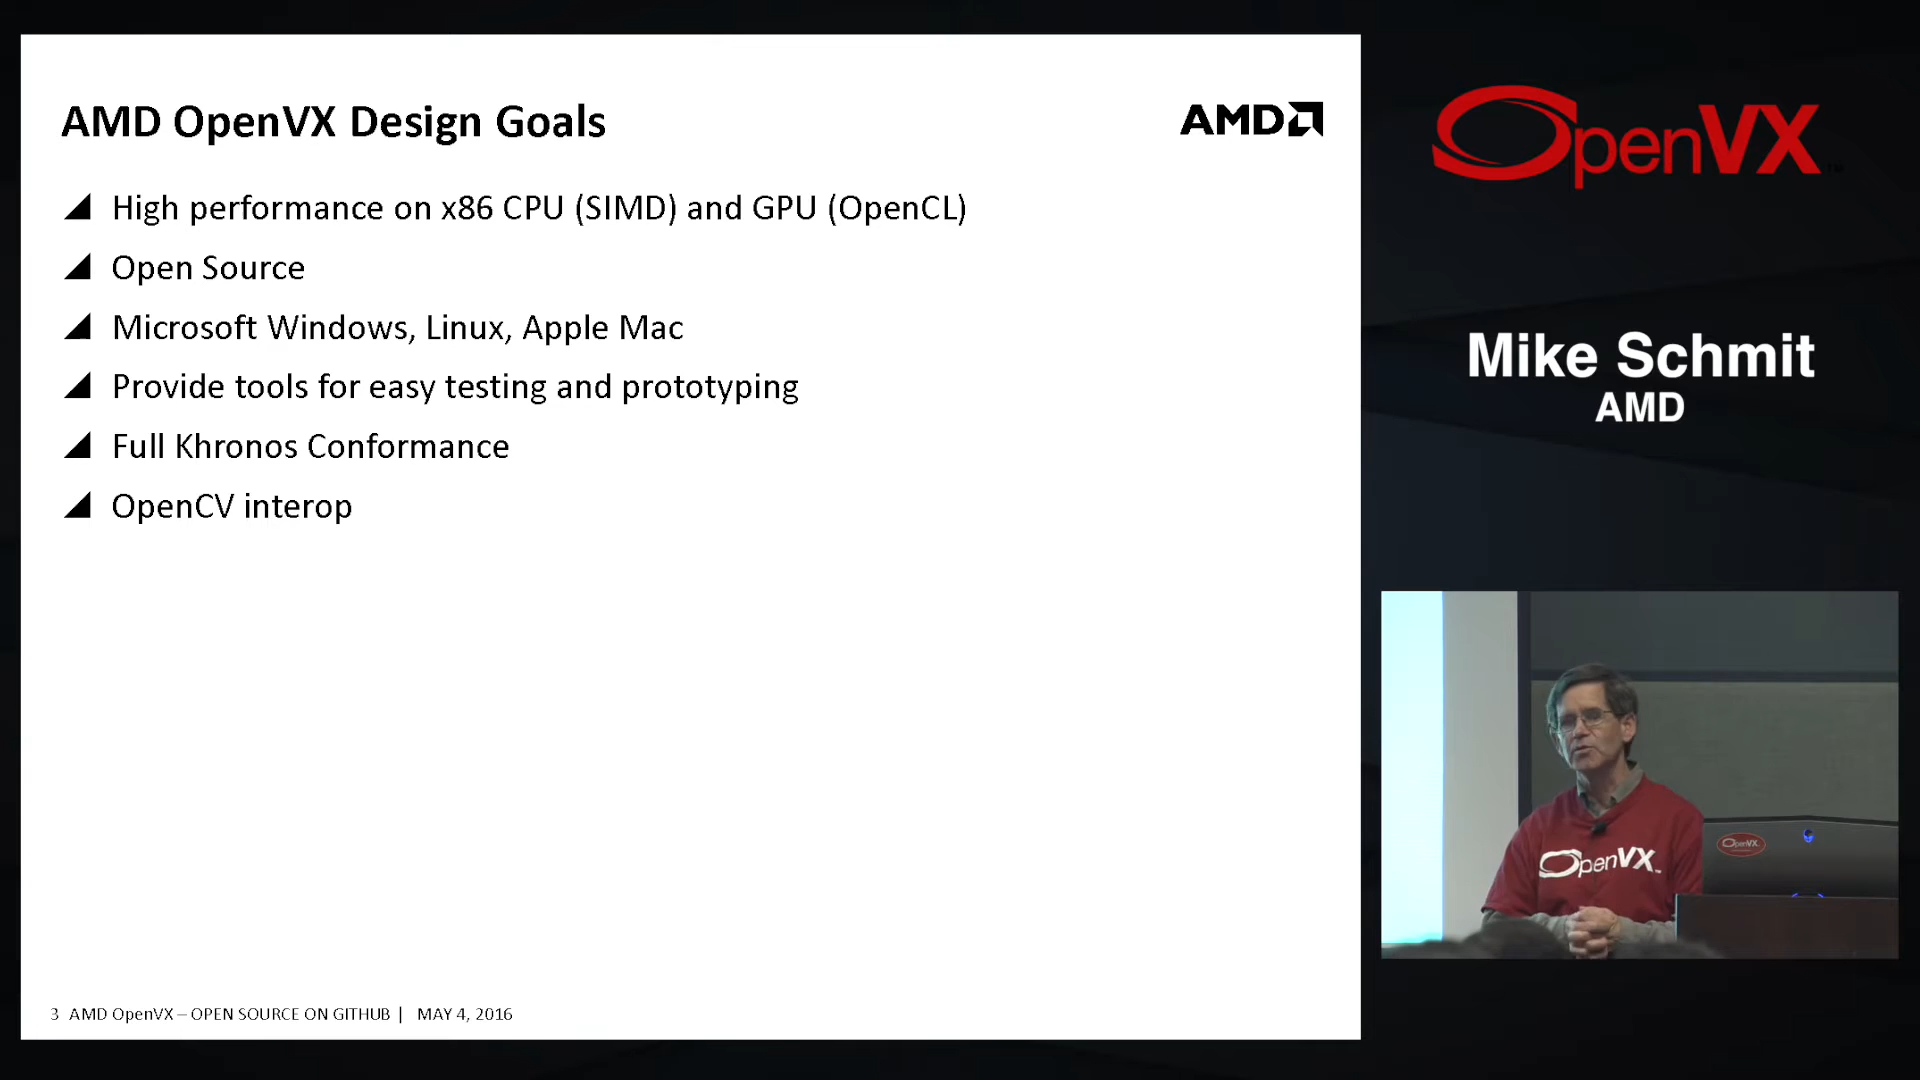 AMD OpenVX Design Goals
AMD
High performance on x86 CPU (SIMD) and GPU (OpenCL)
Open Source
Microsoft Windows, Linux, Apple Mac
Provide tools for easy testing and prototyping
Full Khronos Conformance
OpenCV interop
3 AMD OpenVX – OPEN SOURCE ON GITHUB | MAY 4, 2016
OpenVX™
Mike Schmit
AMD
OpenVX
OpenVX